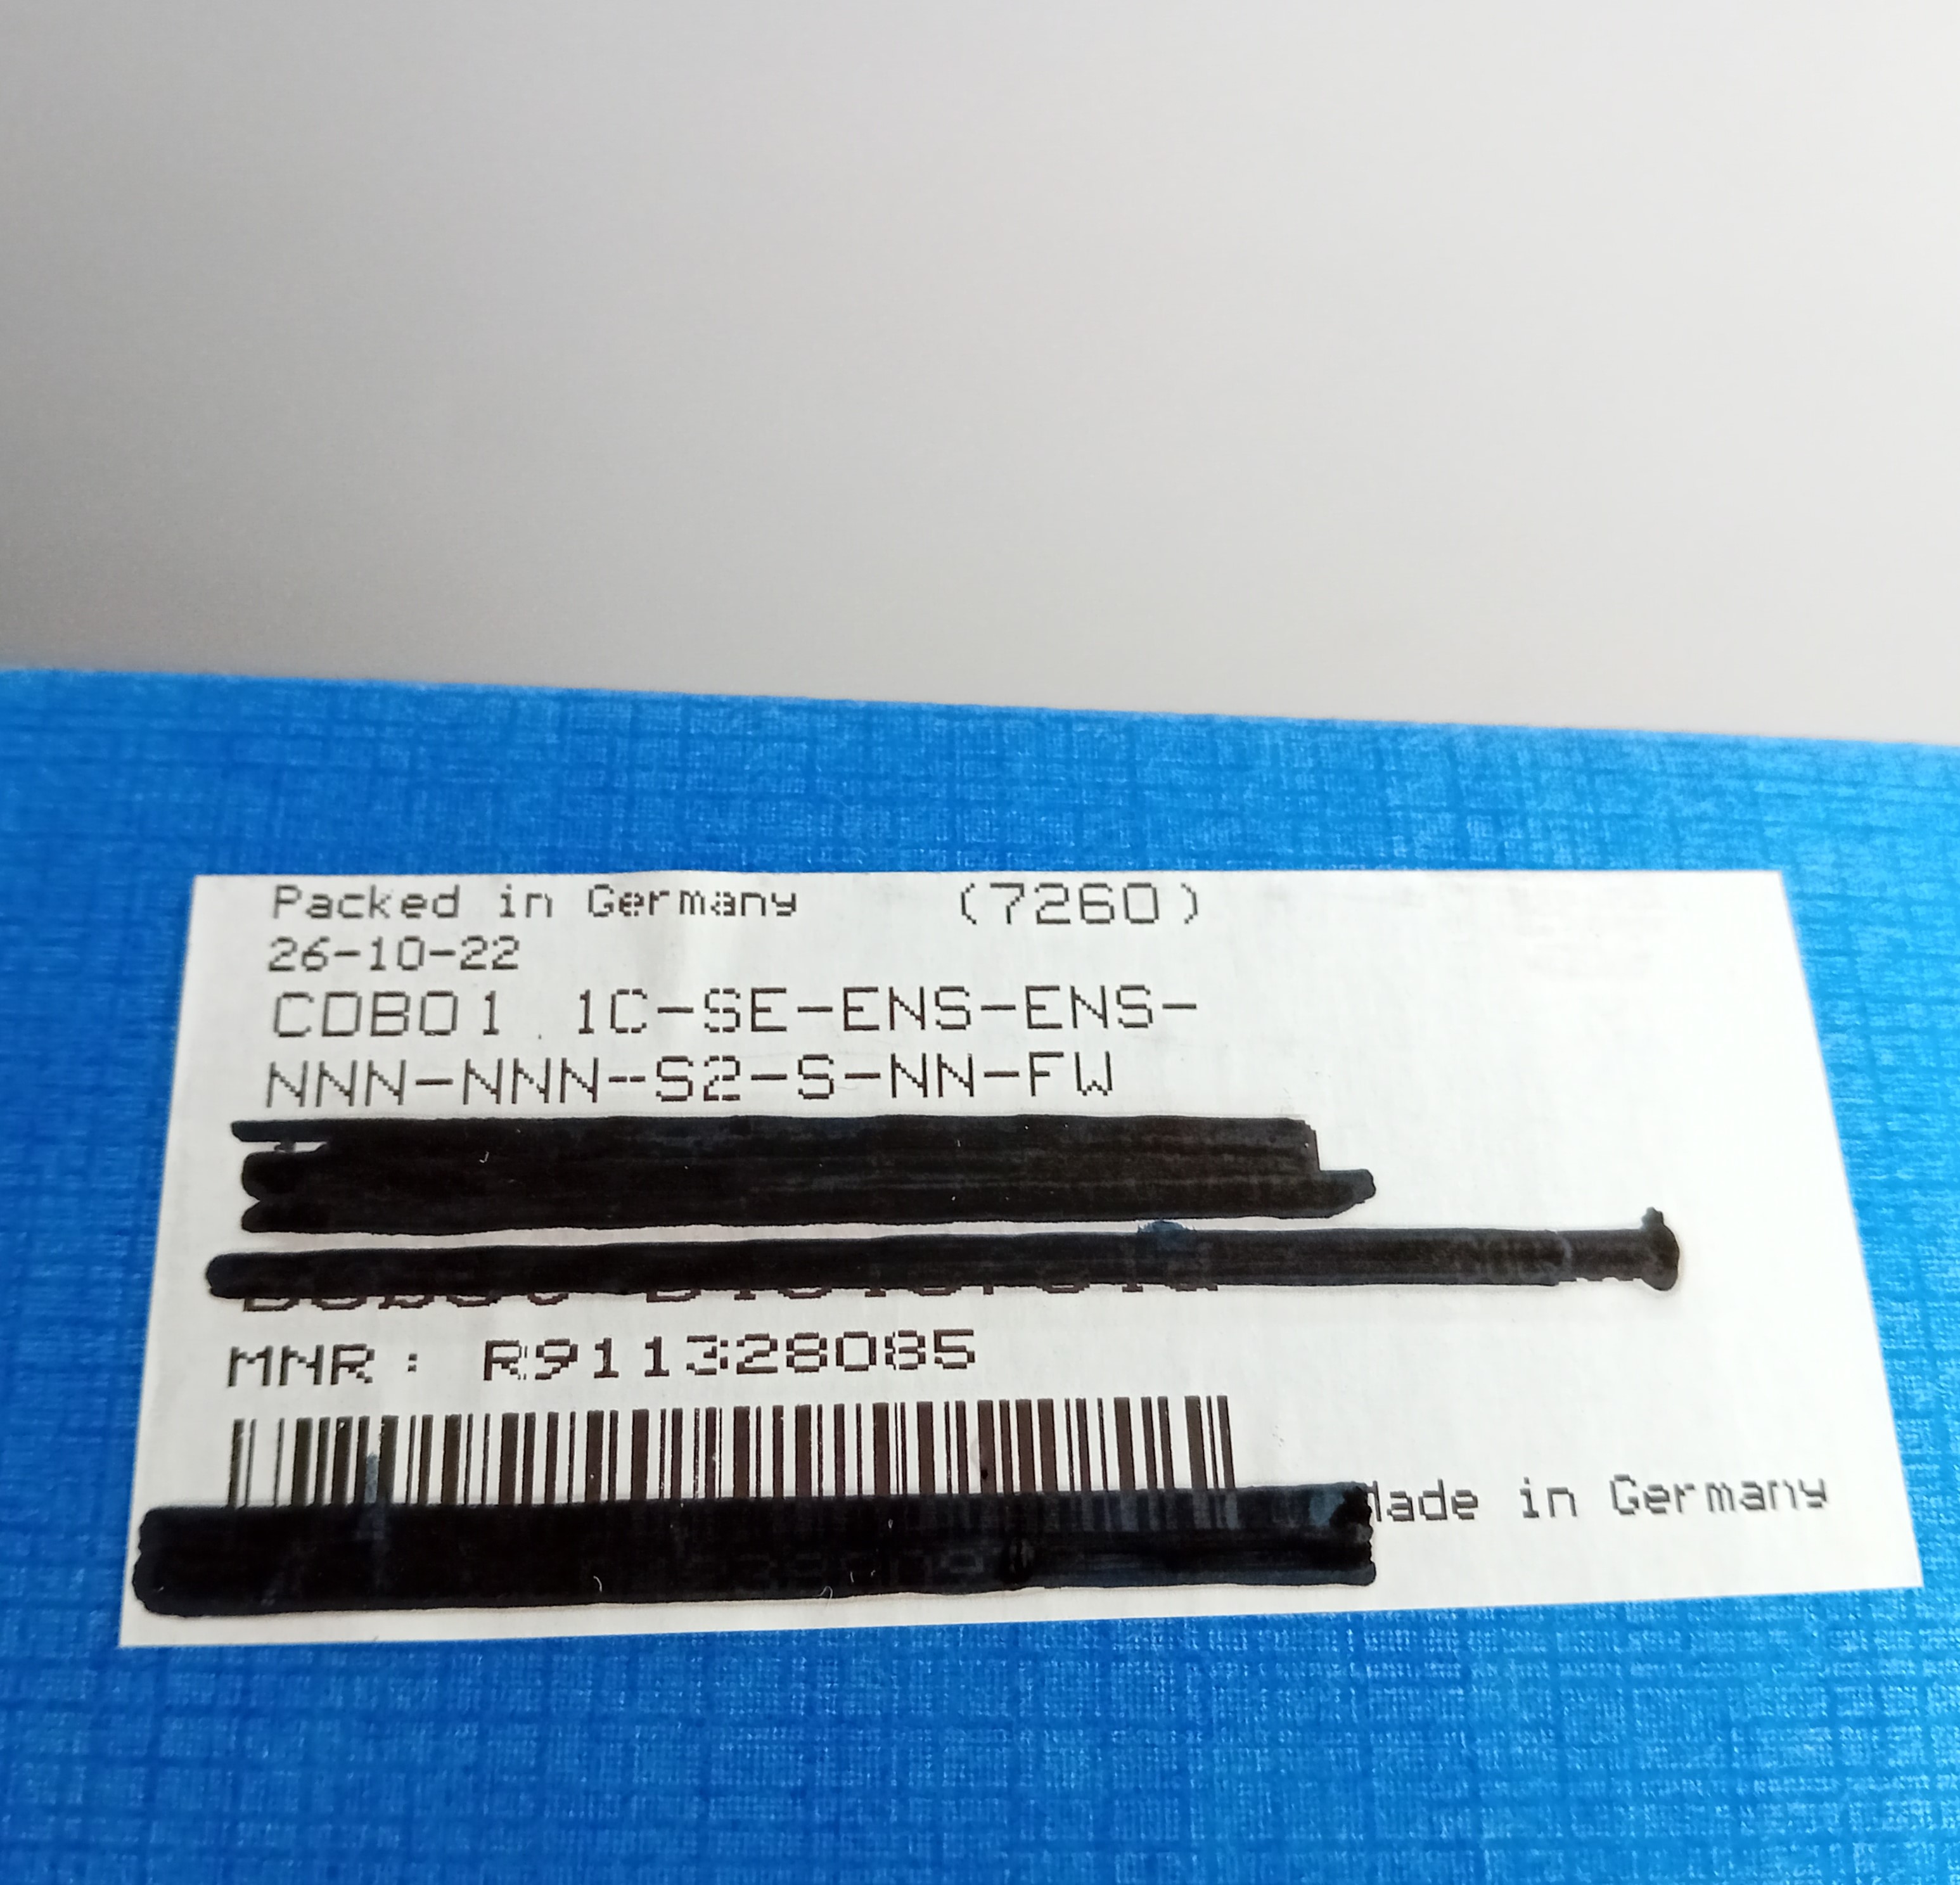 Packed in Germany (7260)
26-10-22
CDB01.1C-SE-ENS-ENS-
NNN-NNN-S2-S-NN-FW
MNR: R911328085
Made in Germany